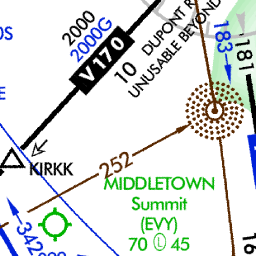 2000
2000G
V170
10
DUPONT R
UNUSABLE BEYOND
183
181
KIRKK
252
MIDDLETOWN
Summit
(EVY)
70 Ⓛ 45
342